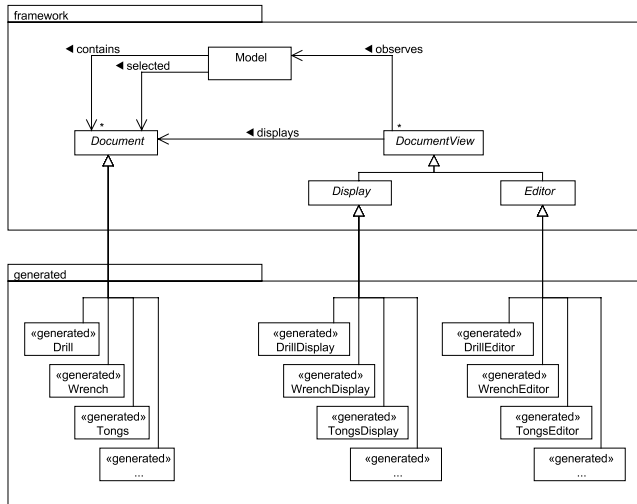 framework
◄ contains
Model
◄ observes
◄ selected
*
*
Document
◄ displays
DocumentView
Display
Editor
generated
«generated»
Drill
«generated»
DrillDisplay
«generated»
DrillEditor
«generated»
Wrench
«generated»
WrenchDisplay
«generated»
WrenchEditor
«generated»
Tongs
«generated»
TongsDisplay
«generated»
TongsEditor
«generated»
...
«generated»
...
«generated»
...